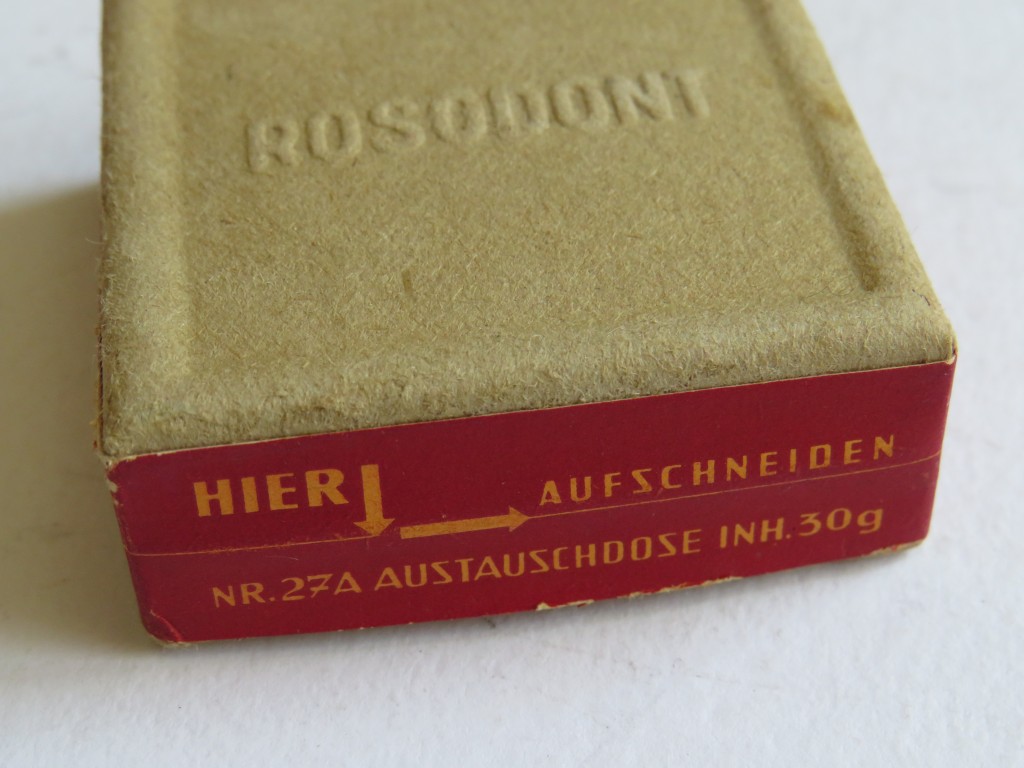 ROSODONT
HIER AUFSCHNEIDEN
NR. 27A AUSTAUSCHDOSE INH. 30g